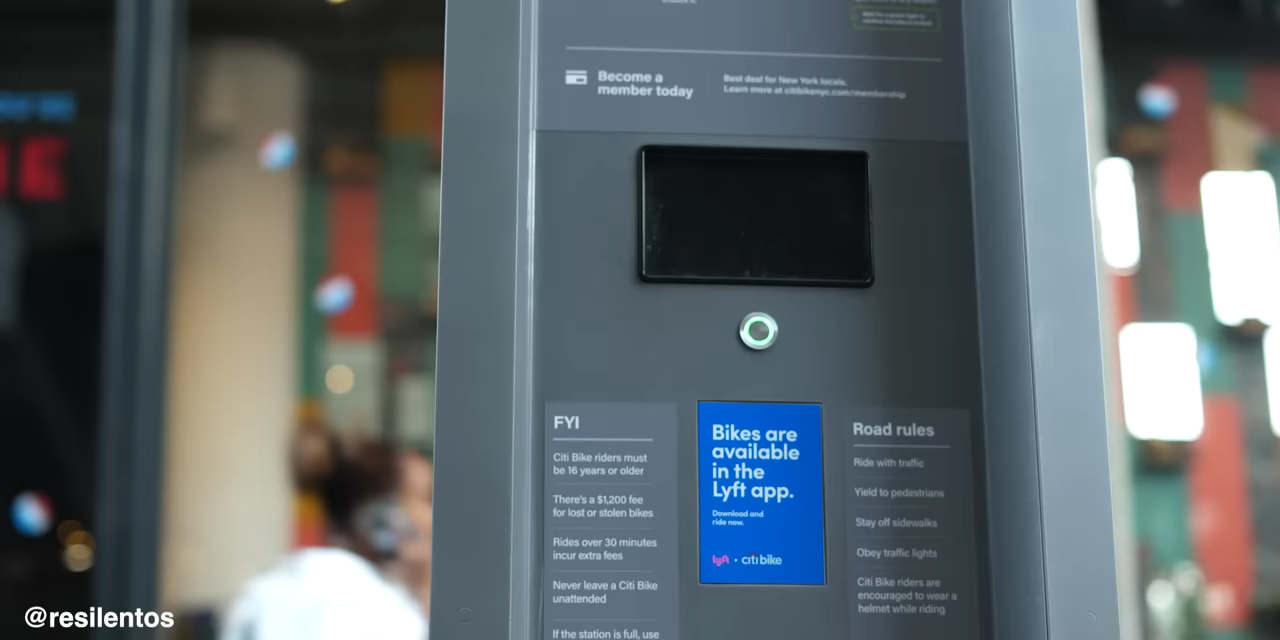 Become a
member today
Best deal for New York locals.
Learn more at citibikenyc.com/membership
FYI
Citi Bike riders must
be 16 years or older
There's a $1,200 fee
for lost or stolen bikes
Rides over 30 minutes
incur extra fees
Never leave a Citi Bike
unattended
If the station is full, use
Bikes are
available
in the
Lyft app.
Download and
ride now.
lyft • citi bike
Road rules
Ride with traffic
Yield to pedestrians
Stay off sidewalks
Obey traffic lights
Citi Bike riders are
encouraged to wear a
helmet while riding
@resilentos